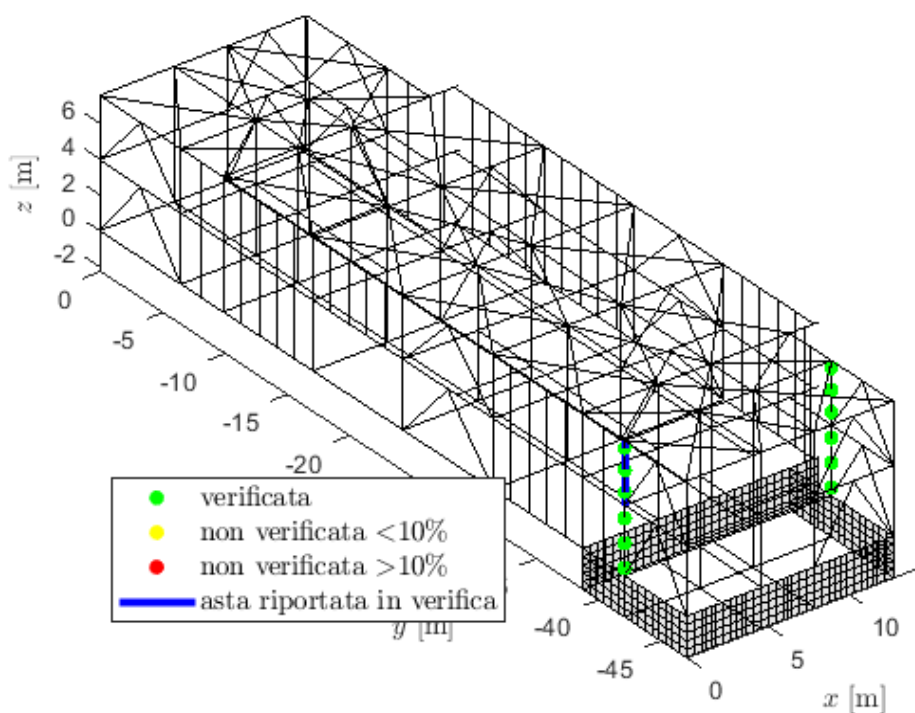 6
4
2
0
-2
z [m]
0
-5
-10
-15
-20
-40
-45
y [m]
0
5
10
x [m]
verificata
non verificata <10%
non verificata >10%
asta riportata in verifica